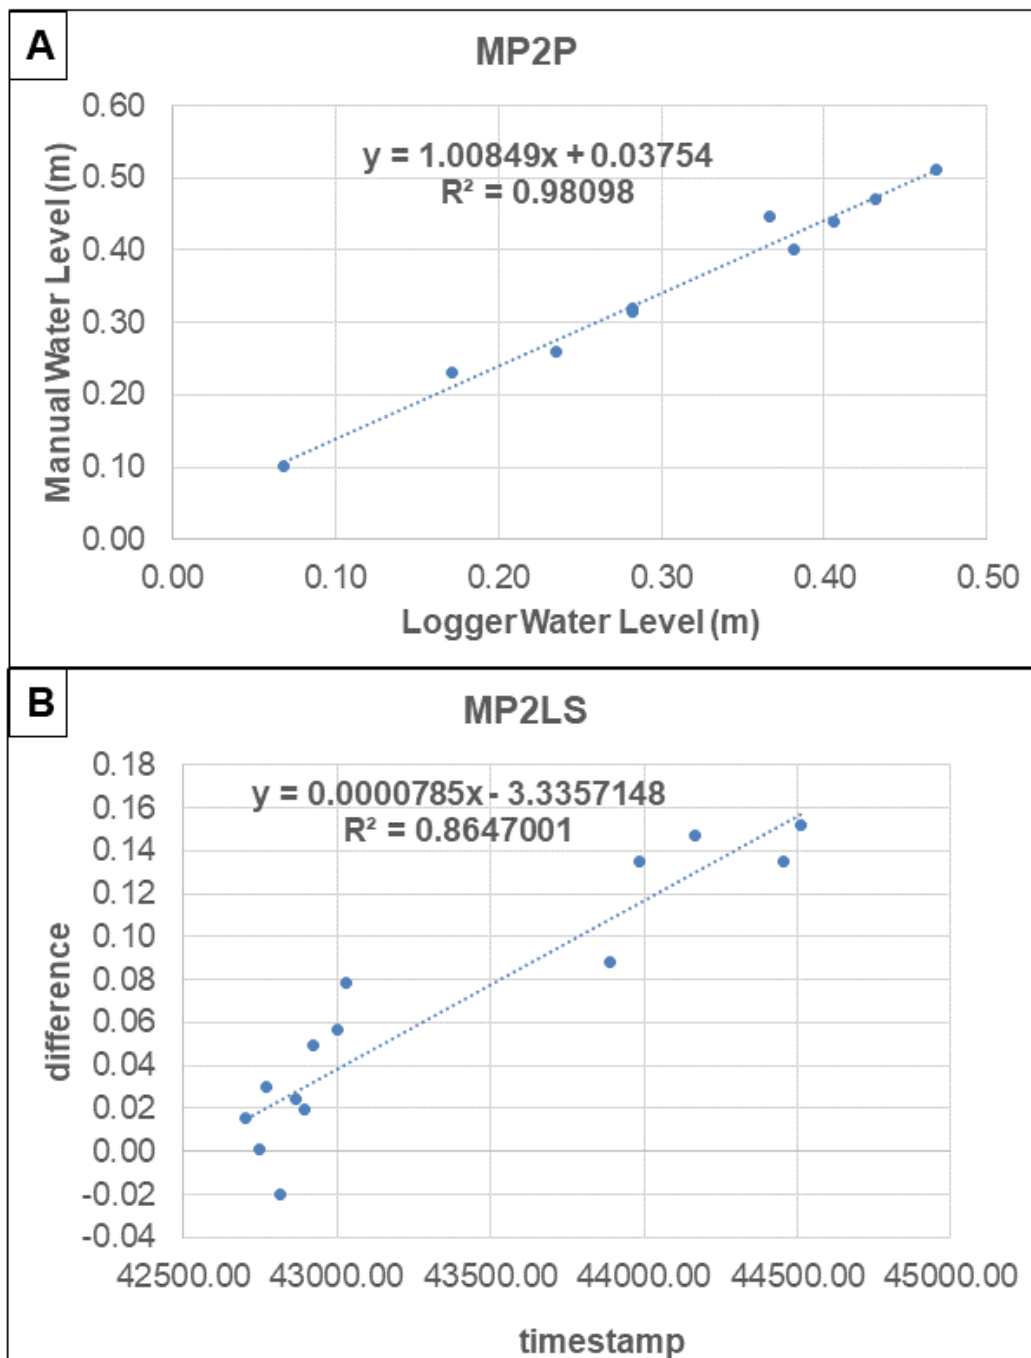 A
MP2P
y = 1.00849x + 0.03754
R² = 0.98098
Manual Water Level (m)
0.60
0.50
0.40
0.30
0.20
0.10
0.00
0.00 0.10 0.20 0.30 0.40 0.50
Logger Water Level (m)
B
MP2LS
y = 0.0000785x - 3.3357148
R² = 0.8647001
difference
0.18
0.16
0.14
0.12
0.10
0.08
0.06
0.04
0.02
0.00
-0.02
-0.04
42500.00 43000.00 43500.00 44000.00 44500.00 45000.00
timestamp